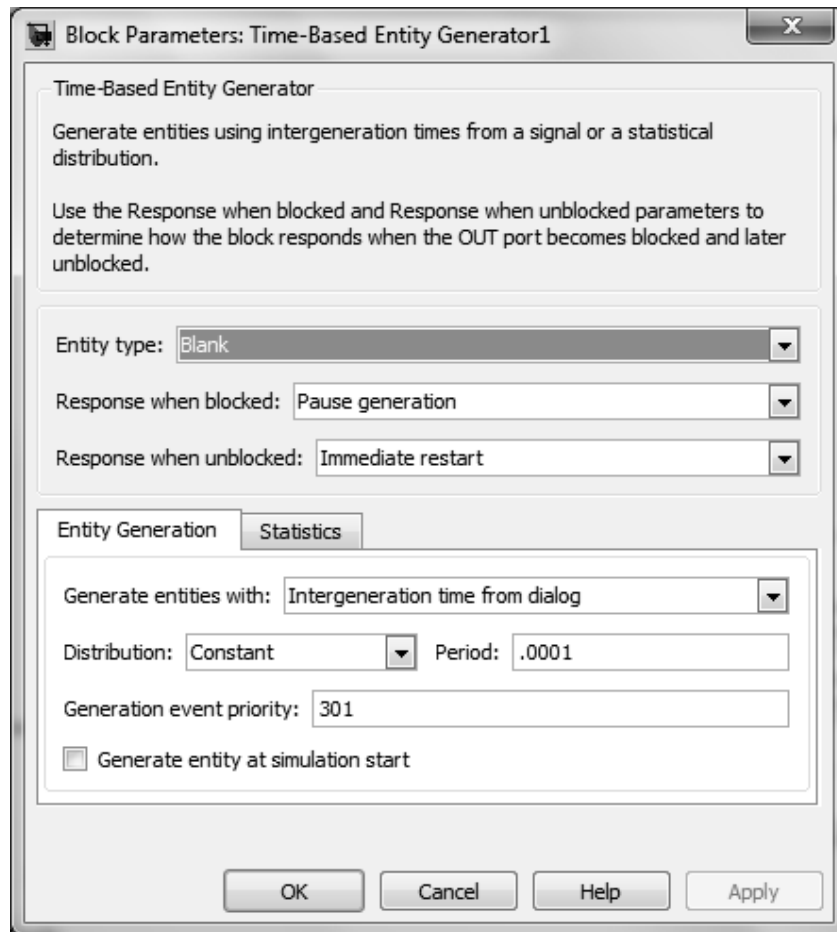 Block Parameters: Time-Based Entity Generator1
X
Time-Based Entity Generator
Generate entities using intergeneration times from a signal or a statistical
distribution.
Use the Response when blocked and Response when unblocked parameters to
determine how the block responds when the OUT port becomes blocked and later
unblocked.
Entity type: Blank
Response when blocked: Pause generation
Response when unblocked: Immediate restart
Entity Generation Statistics
Generate entities with: Intergeneration time from dialog
Distribution: Constant Period: .0001
Generation event priority: 301
Generate entity at simulation start
OK Cancel Help Apply